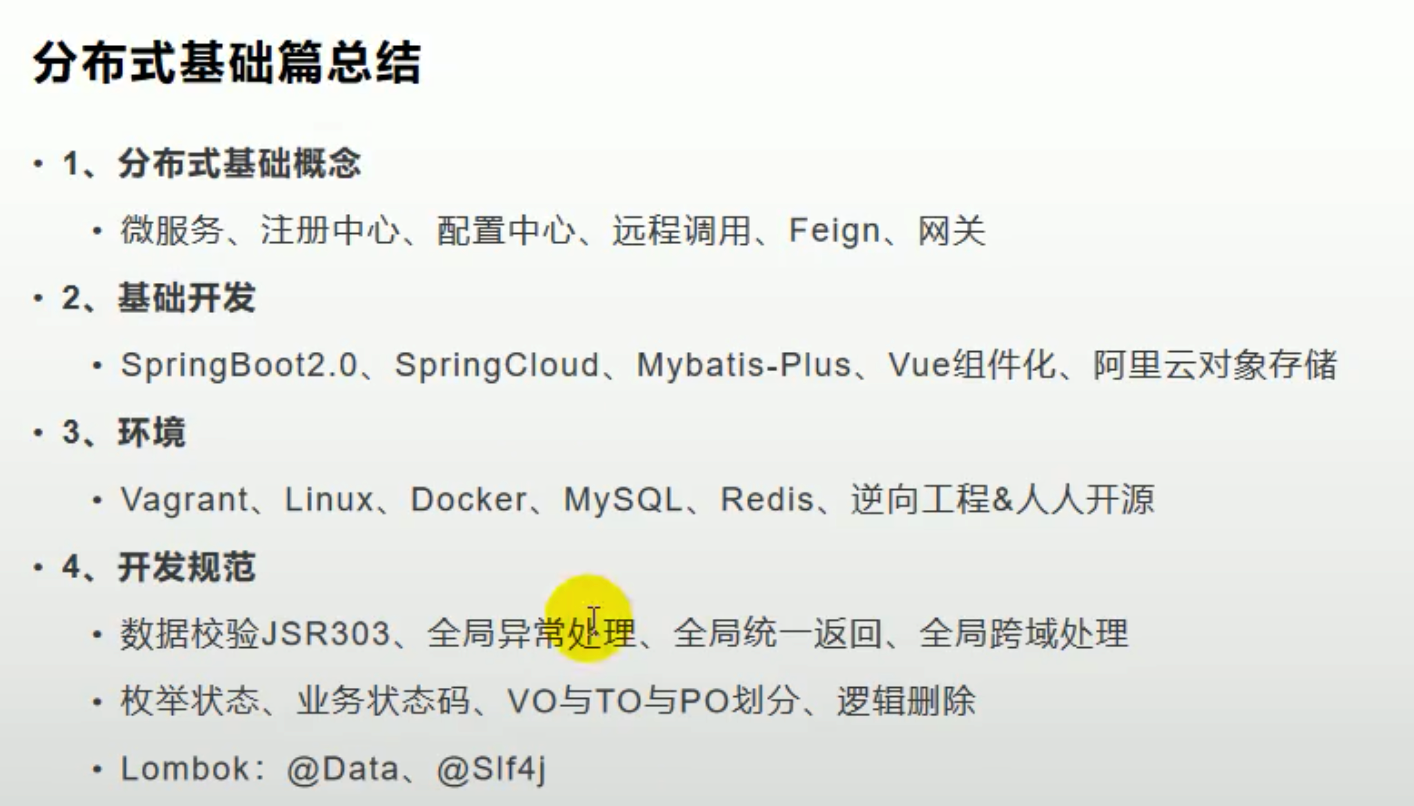 分布式基础篇总结
• 1、分布式基础概念
• 微服务、注册中心、配置中心、远程调用、Feign、网关
• 2、基础开发
• SpringBoot2.0、SpringCloud、Mybatis-Plus、Vue组件化、阿里云对象存储
• 3、环境
• Vagrant、Linux、Docker、MySQL、Redis、逆向工程&人人开源
• 4、开发规范
• 数据校验JSR303、全局异常处理、全局统一返回、全局跨域处理
• 枚举状态、业务状态码、VO与TO与PO划分、逻辑删除
• Lombok：@Data、@Slf4j